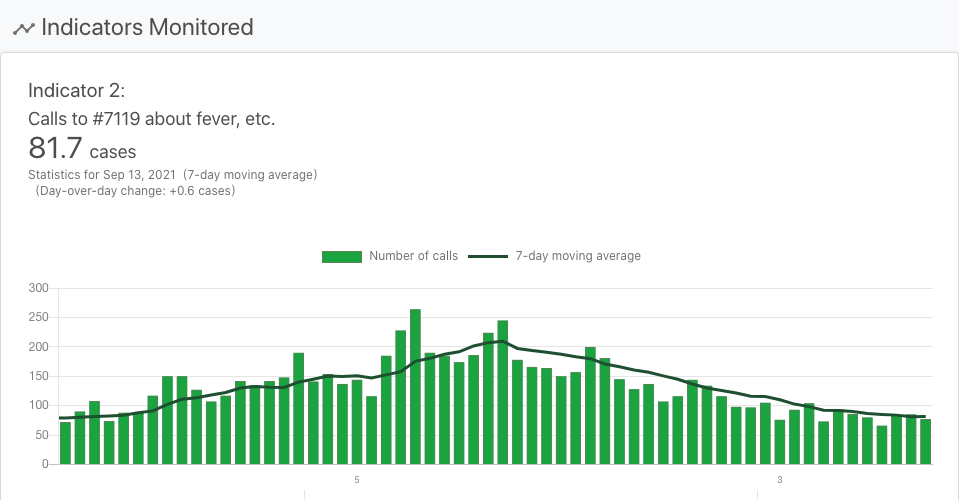 Indicators Monitored
Indicator 2:
Calls to #7119 about fever, etc.
81.7 cases
Statistics for Sep 13, 2021 (7-day moving average)
(Day-over-day change: +0.6 cases)
Number of calls 7-day moving average
300
250
200
150
100
50
0
5 3